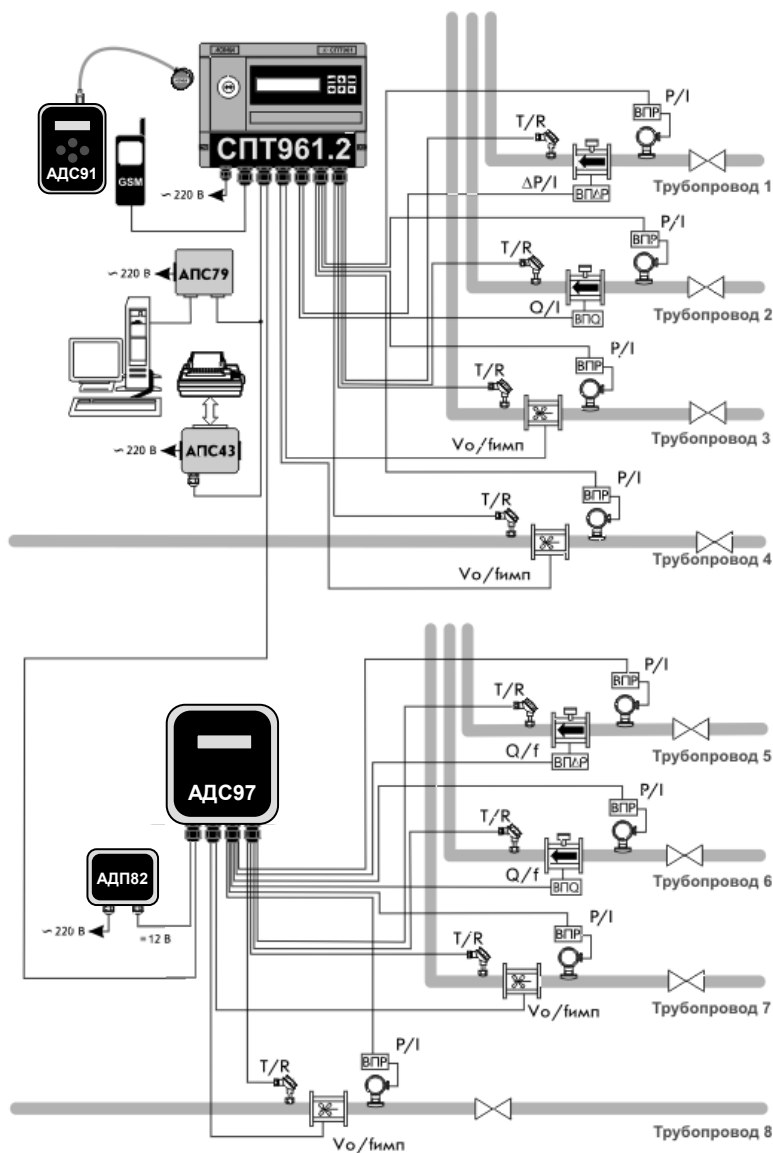 ЛОГИКА СПТ961
P/I
ВПР
T/R
СПТ961.2
АДС91
GSM
~ 220 В
ΔP/I
ВПΔР
Трубопровод 1
P/I
ВПР
T/R
~ 220 В
АПС79
Q/I
ВПQ
Трубопровод 2
P/I
ВПР
T/R
Vo/fимп
Трубопровод 3
~ 220 В
АПС43
P/I
ВПР
T/R
Vo/fимп
Трубопровод 4
P/I
ВПР
T/R
Q/f
ВПΔР
Трубопровод 5
АДС97
P/I
ВПР
T/R
Q/f
ВПQ
Трубопровод 6
АДП82
~ 220 В
= 12 В
P/I
ВПР
T/R
Vo/fимп
Трубопровод 7
P/I
ВПР
T/R
Vo/fимп
Трубопровод 8